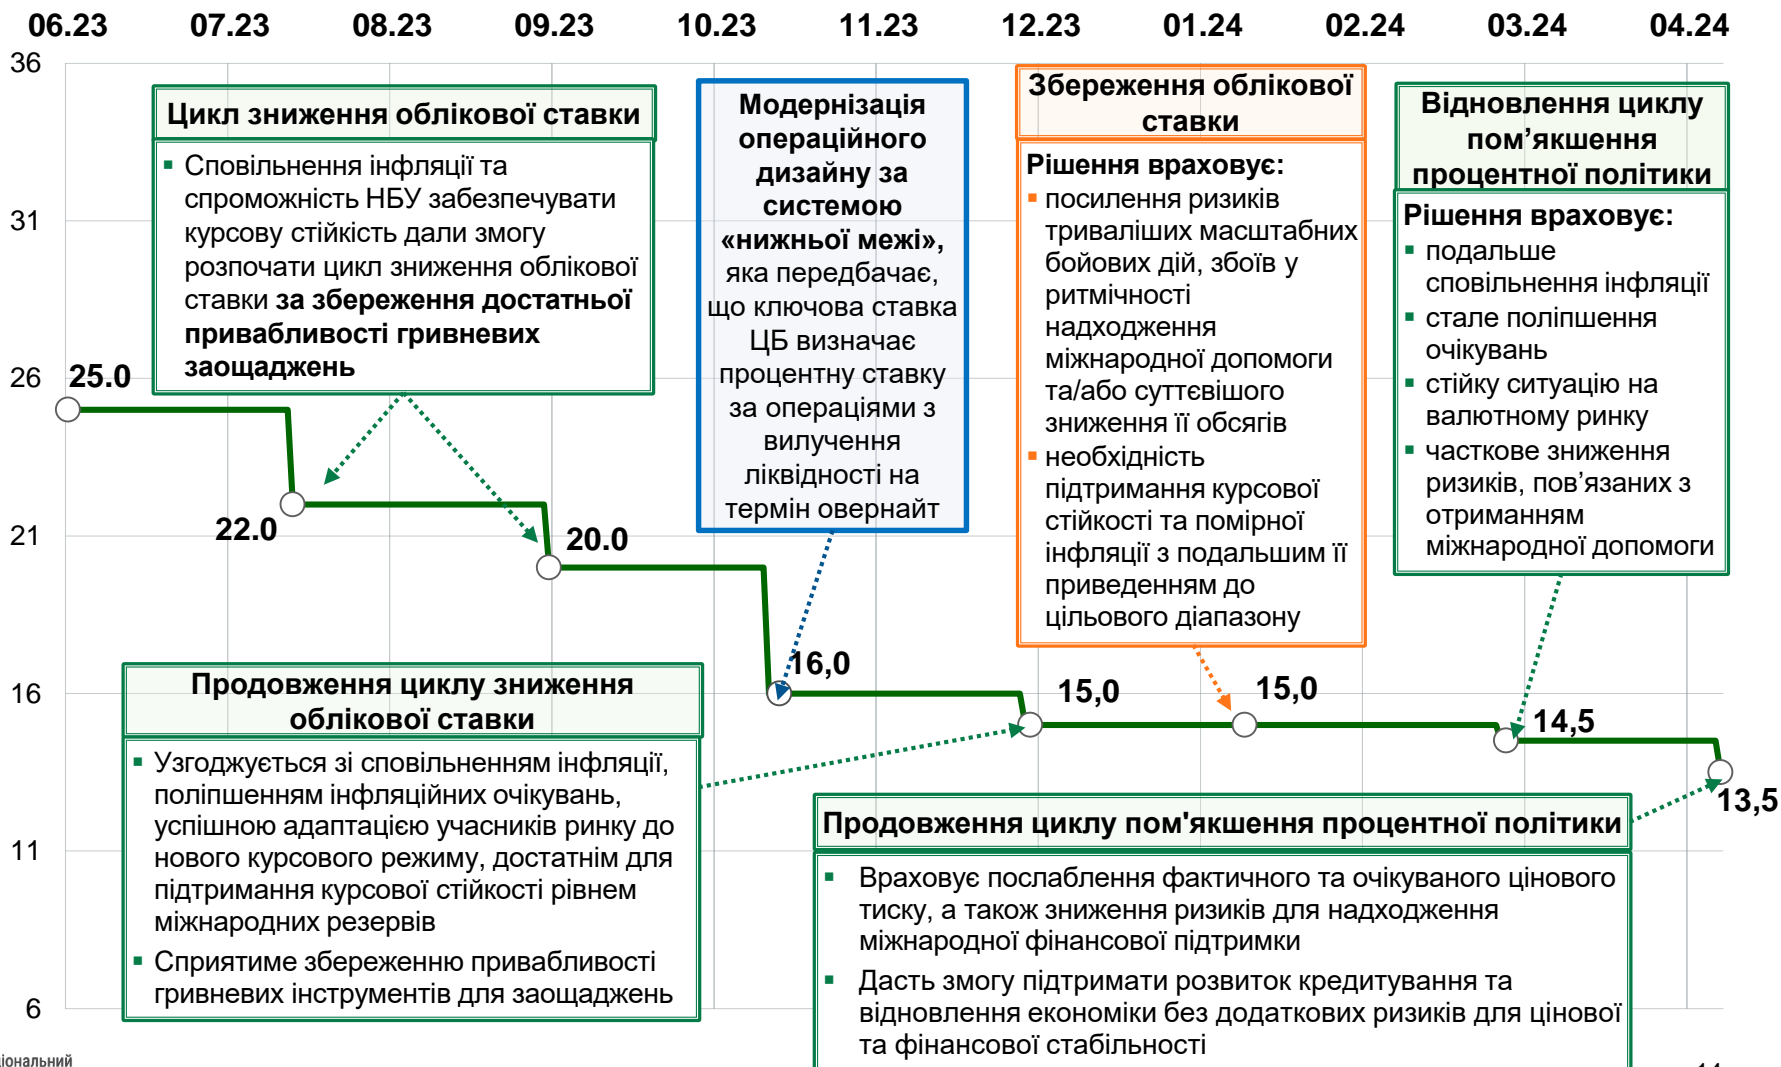 06.23 07.23 08.23 09.23 10.23 11.23 12.23 01.24 02.24 03.24 04.24
36
31
26
21
16
11
6
Цикл зниження облікової ставки
▪ Сповільнення інфляції та
спроможність НБУ забезпечувати
курсову стійкість дали змогу
розпочати цикл зниження облікової
ставки за збереження достатньої
привабливості гривневих
заощаджень
Модернізація
операційного
дизайну за
системою
«нижньої межі»,
яка передбачає,
що ключова ставка
ЦБ визначає
процентну ставку
за операціями з
вилучення
ліквідності на
термін овернайт
Збереження облікової
ставки
Рішення враховує:
▪ посилення ризиків
триваліших масштабних
бойових дій, збоїв у
ритмічності
надходження
міжнародної допомоги
та/або суттєвішого
зниження її обсягів
▪ необхідність
підтримання курсової
стійкості та помірної
інфляції з подальшим її
приведенням до
цільового діапазону
Відновлення циклу
пом’якшення
процентної політики
Рішення враховує:
▪ подальше
сповільнення інфляції
▪ стале поліпшення
очікувань
▪ стійку ситуацію на
валютному ринку
▪ часткове зниження
ризиків, пов’язаних з
отриманням
міжнародної допомоги
25.0
22.0
20.0
16,0
15,0
15,0
14,5
13,5
Продовження циклу зниження
облікової ставки
▪ Узгоджується зі сповільненням інфляції,
поліпшенням інфляційних очікувань,
успішною адаптацією учасників ринку до
нового курсового режиму, достатнім для
підтримання курсової стійкості рівнем
міжнародних резервів
▪ Сприятиме збереженню привабливості
гривневих інструментів для заощаджень
Продовження циклу пом'якшення процентної політики
▪ Враховує послаблення фактичного та очікуваного цінового
тиску, а також зниження ризиків для надходження
міжнародної фінансової підтримки
▪ Дасть змогу підтримати розвиток кредитування та
відновлення економіки без додаткових ризиків для цінової
та фінансової стабільності